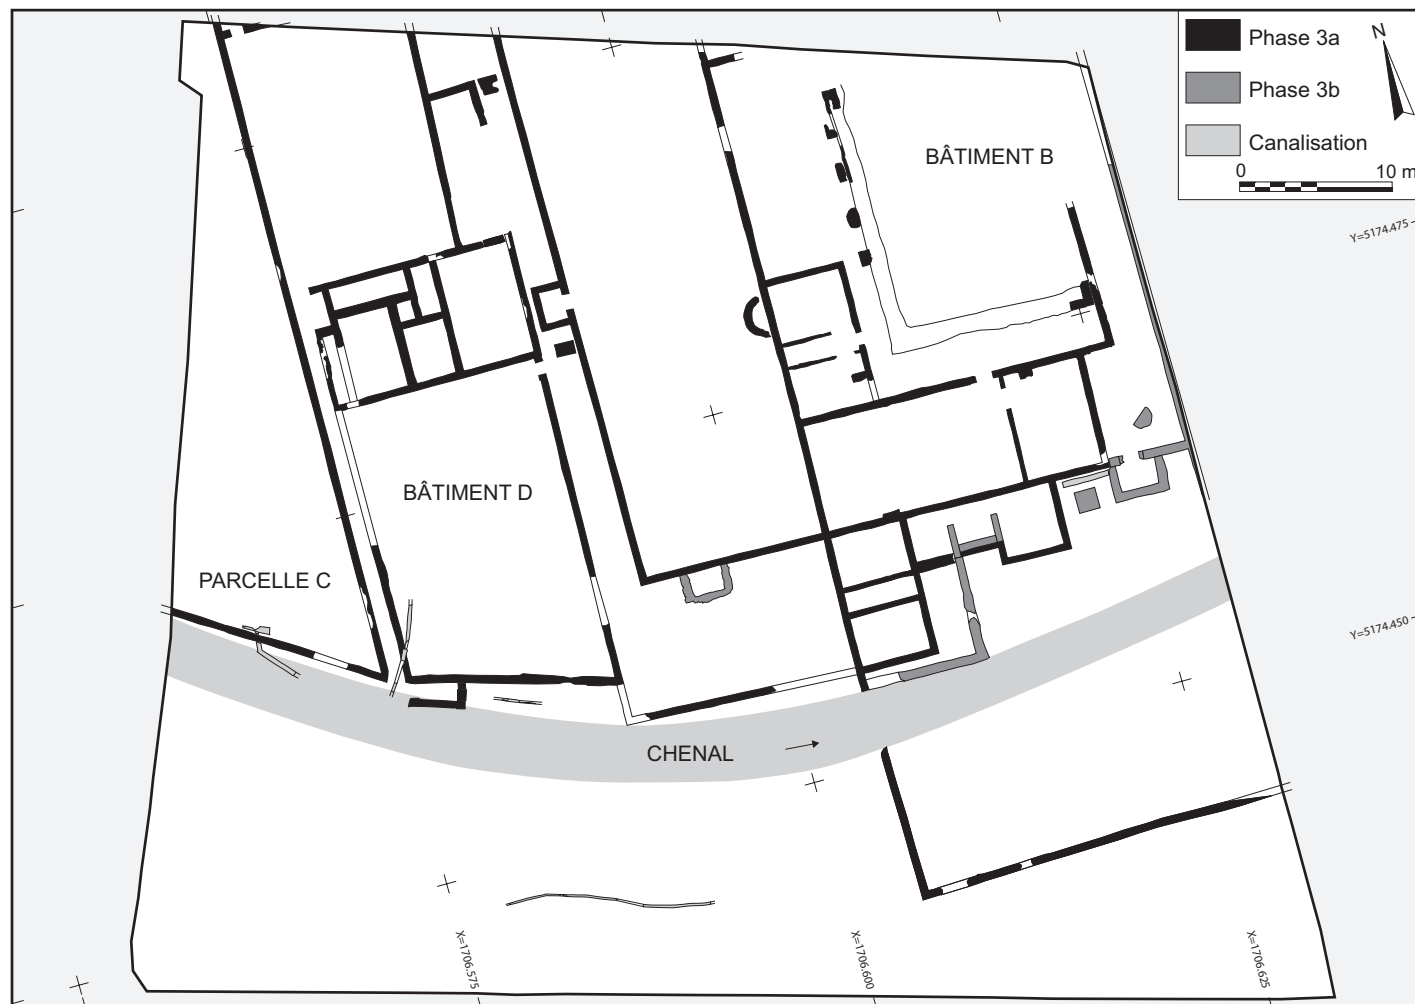 Phase 3a
Phase 3b
Canalisation
N
0 10 m
BÂTIMENT B
Y=5174.475
BÂTIMENT D
PARCELLE C
Y=5174.450
CHENAL
X=1706.575
X=1706.600
X=1706.625